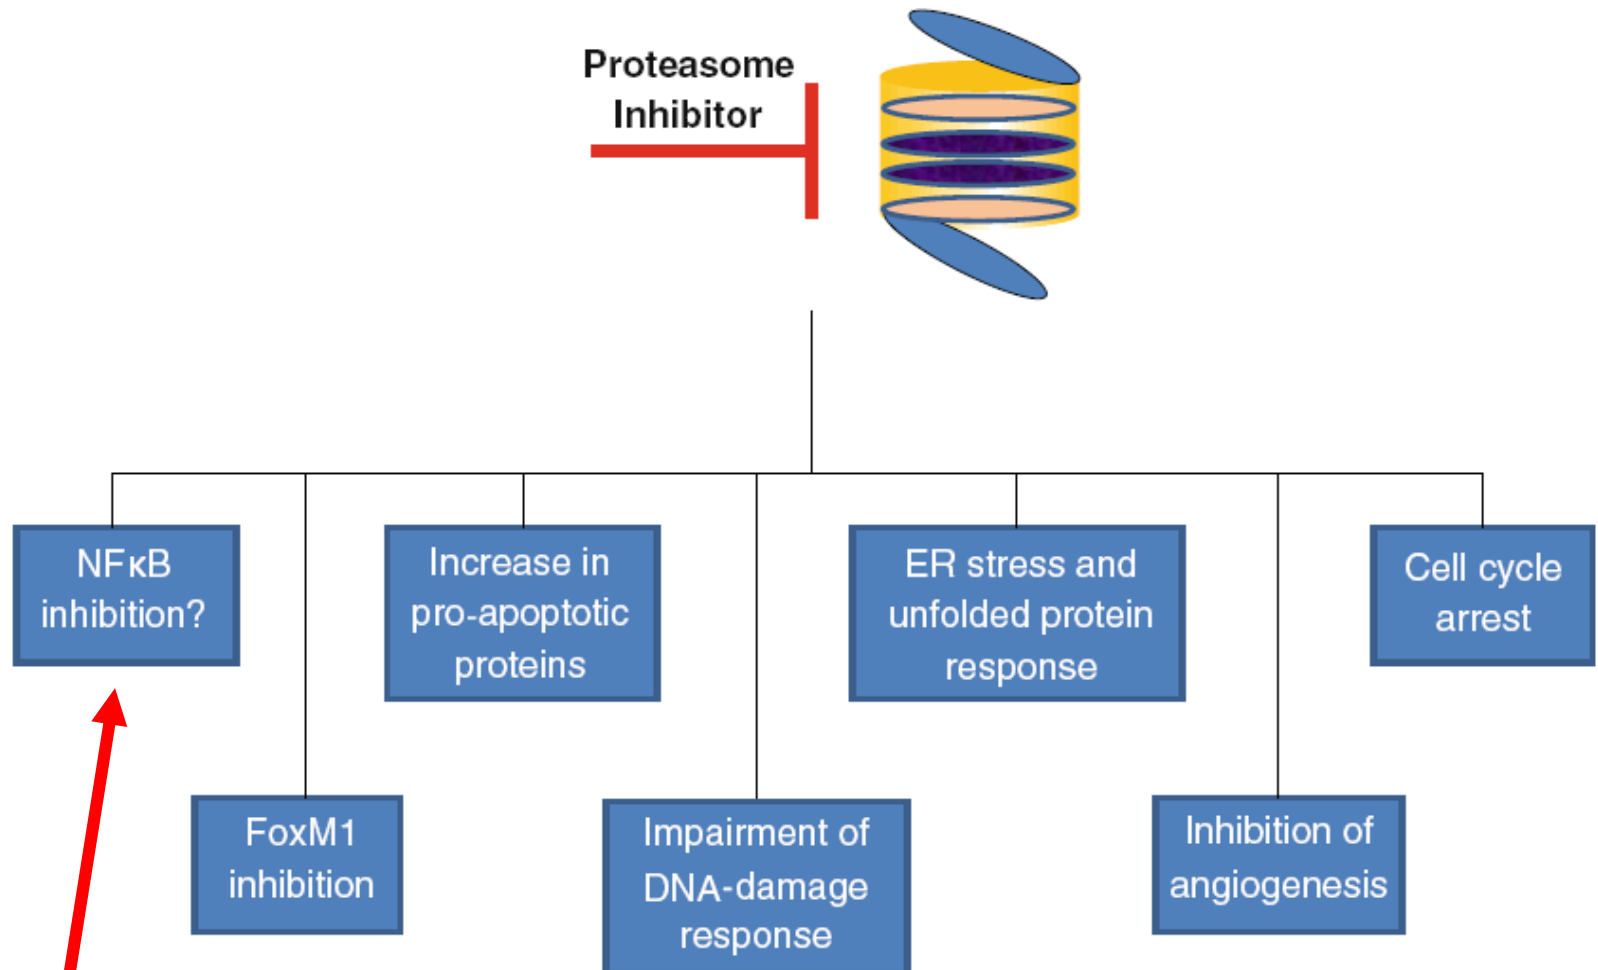 Proteasome
Inhibitor
NFκB
inhibition?
Increase in
pro-apoptotic
proteins
ER stress and
unfolded protein
response
Cell cycle
arrest
FoxM1
inhibition
Impairment of
DNA-damage
response
Inhibition of
angiogenesis